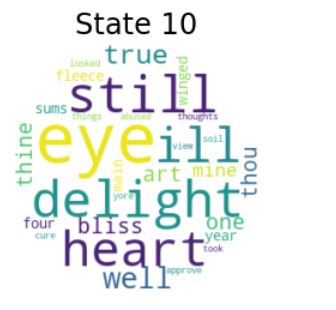 State 10
true
looked
winged
fleece
still
sums
things
abused
thoughts
eye
ill
view
soil
thine
main
art
mine
thou
yore
delight
four
bliss
one
cure
heart
year
took
well
approve